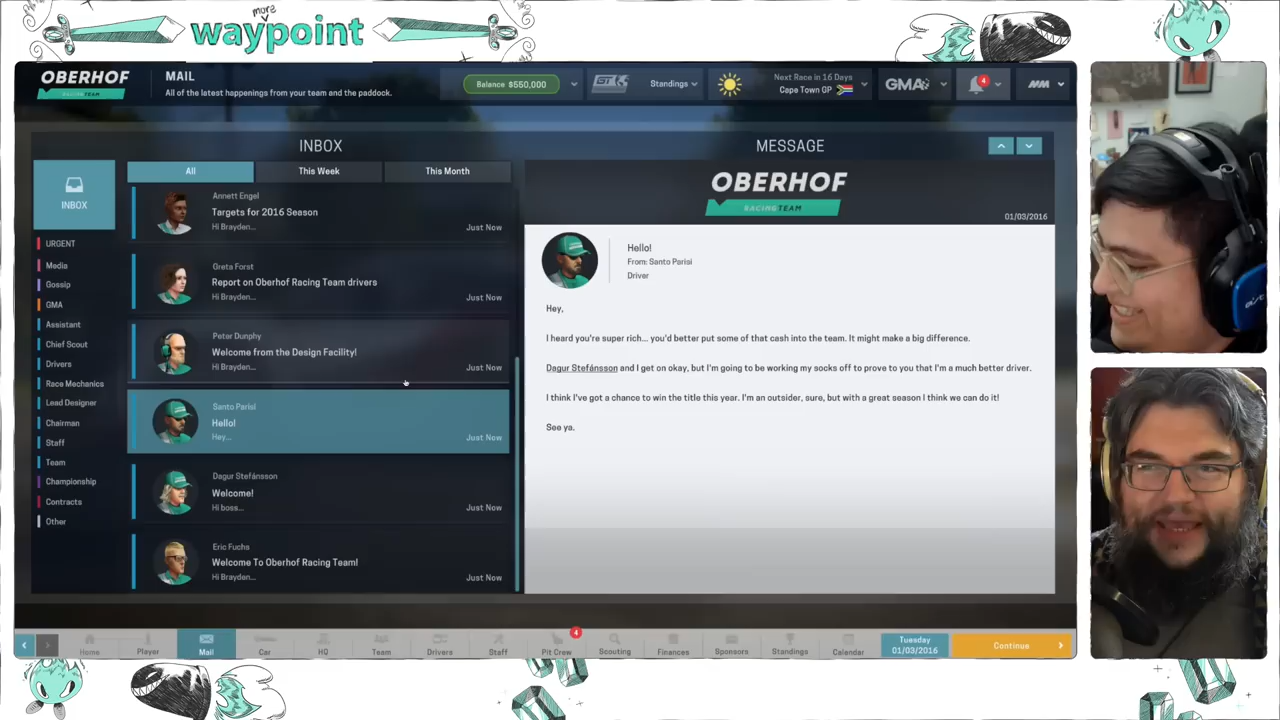 more
waypoint
OBERHOF
RACING TEAM
MAIL
All of the latest happenings from your team and the paddock.
Balance $550,000
GT
Standings
Next Race in 16 Days
Cape Town GP
GMA
4
INBOX
MESSAGE
INBOX
All
This Week
This Month
URGENT
Media
Gossip
GMA
Assistant
Chief Scout
Drivers
Race Mechanics
Lead Designer
Chairman
Staff
Team
Championship
Contracts
Other
Annett Engel
Targets for 2016 Season
Hi Brayden...
Just Now
Greta Forst
Report on Oberhof Racing Team drivers
Hi Brayden...
Just Now
Petar Dunphy
Welcome from the Design Facility!
Hi Brayden...
Just Now
Santo Parisi
Hello!
Hey...
Just Now
Dagur Stefánsson
Welcome!
Hi boss...
Just Now
Eric Fuchs
Welcome To Oberhof Racing Team!
Hi Brayden...
Just Now
OBERHOF
RACING TEAM
01/03/2016
Hello!
From: Santo Parisi
Driver
Hey,
I heard you're super rich... you'd better put some of that cash into the team. It might make a big difference.
Dagur Stefánsson and I get on okay, but I'm going to be working my socks off to prove to you that I'm a much better driver.
I think I've got a chance to win the title this year. I'm an outsider, sure, but with a great season I think we can do it!
See ya.
Home
Player
Mail
Car
HQ
Team
Drivers
Staff
4
Pit Crew
Scouting
Finances
Sponsors
Standings
Calendar
Tuesday
01/03/2016
Continue